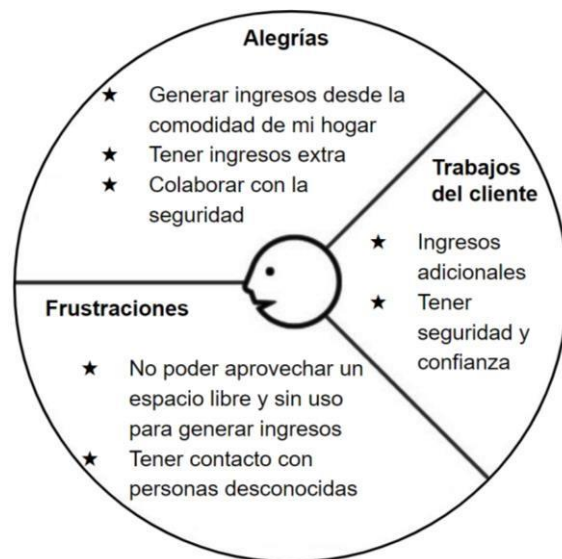 Alegrías
★ Generar ingresos desde la
comodidad de mi hogar
★ Tener ingresos extra
★ Colaborar con la
seguridad
Trabajos
del cliente
★ Ingresos
adicionales
★ Tener
seguridad y
confianza
Frustraciones
★ No poder aprovechar un
espacio libre y sin uso
para generar ingresos
★ Tener contacto con
personas desconocidas